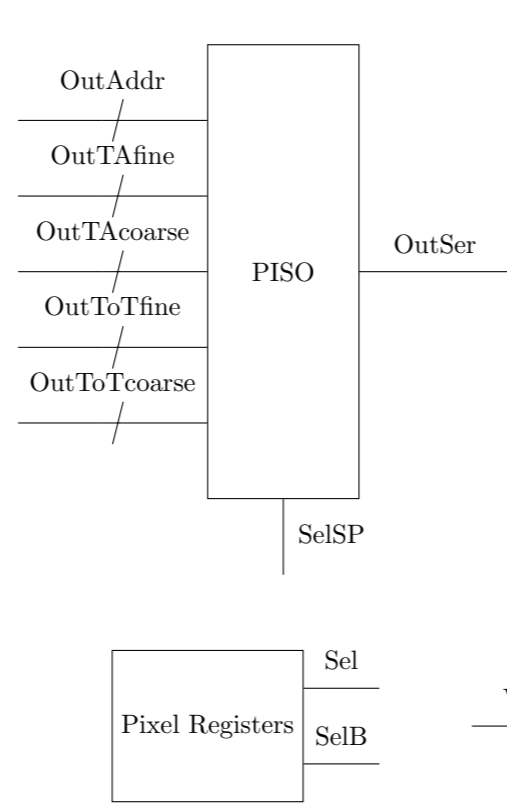 OutAddr
OutTAfine
OutTAcoarse
OutToTfine
OutToTcoarse
PISO
OutSer
SelSP
Pixel Registers
Sel
SelB